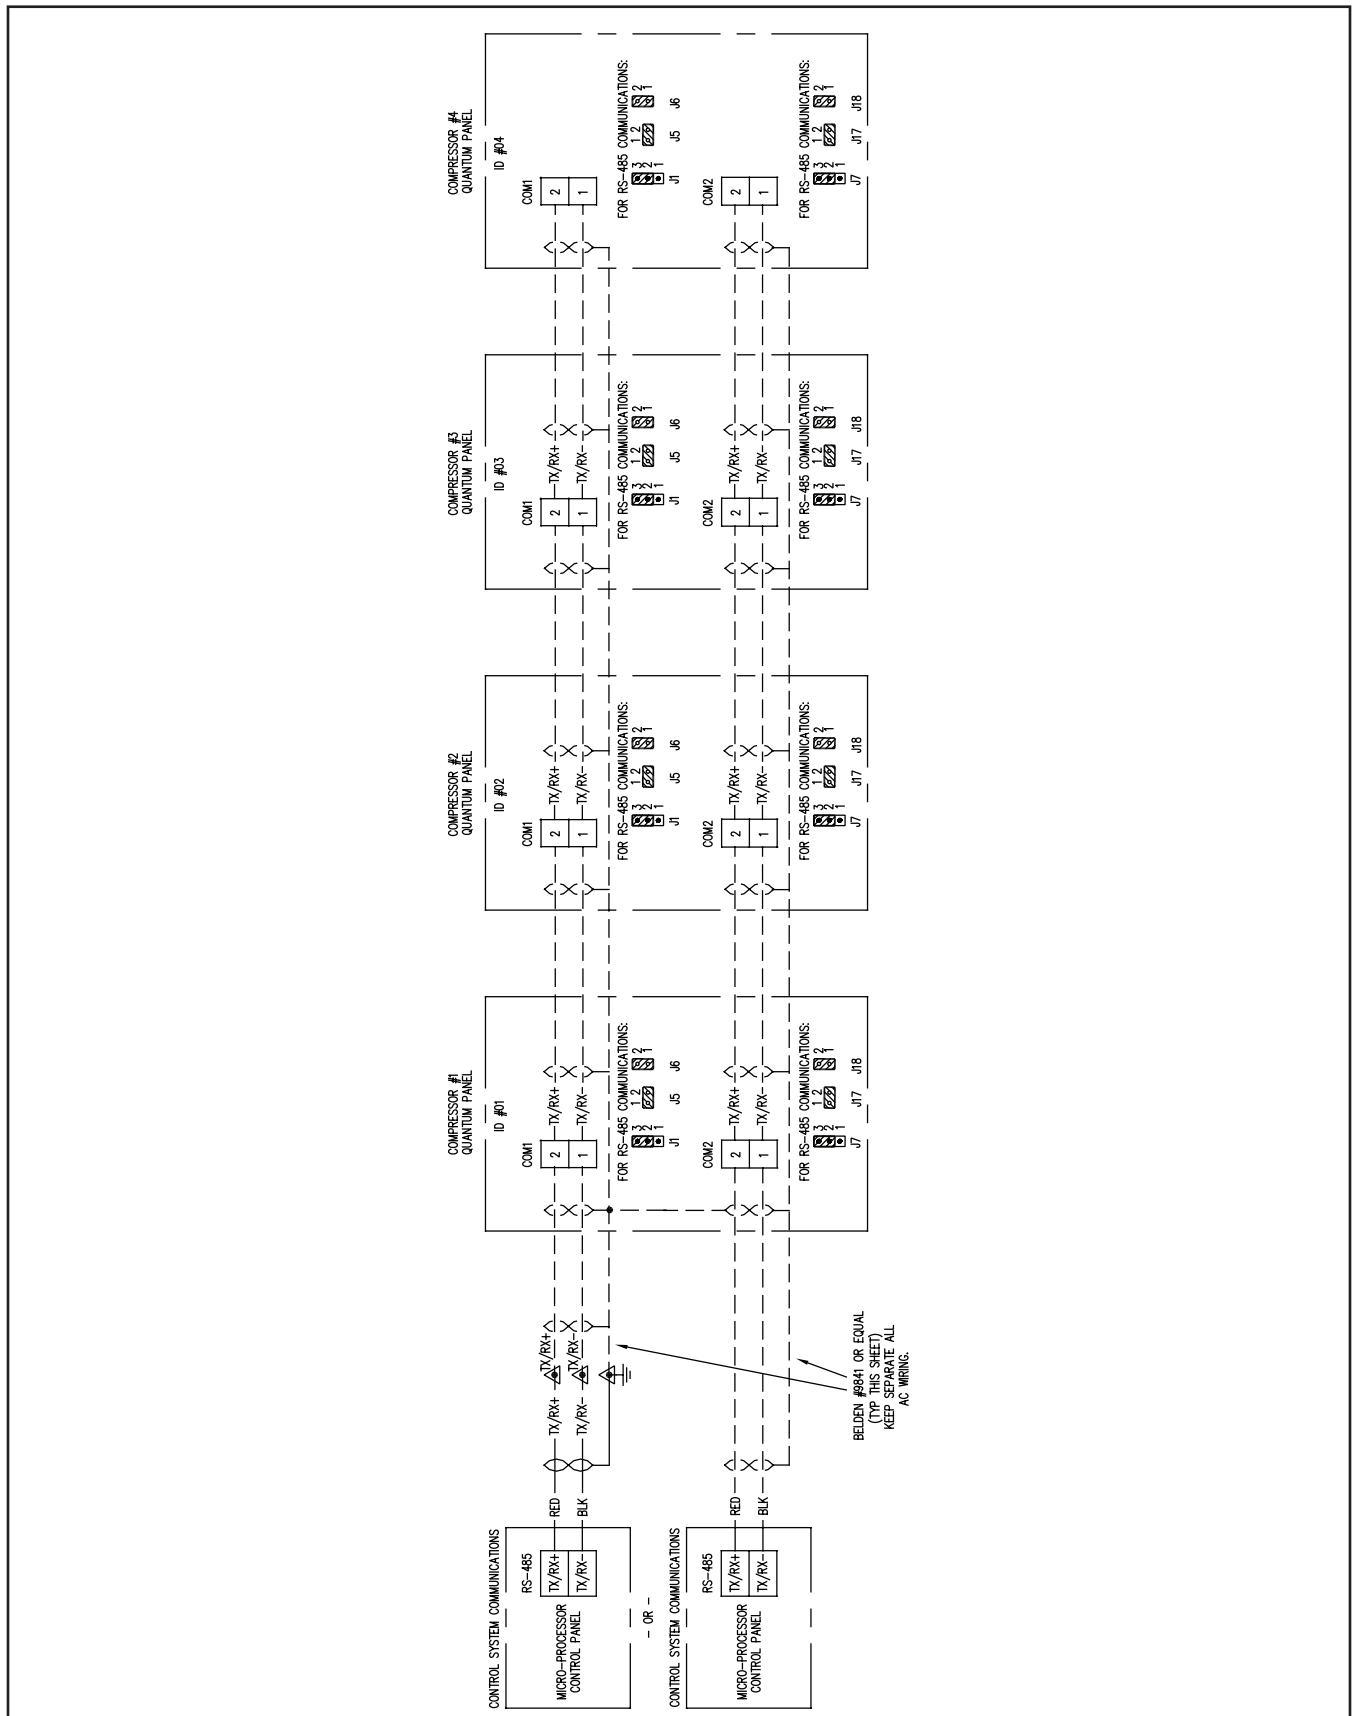 COMPRESSOR #4
QUANTUM PANEL
ID #04
COM1
2
1
FOR RS-485 COMMUNICATIONS:
3
2
1
J1
1 2
J5
2
1
J6
COM2
2
1
FOR RS-485 COMMUNICATIONS:
3
2
1
J7
1 2
J17
2
1
J18
COMPRESSOR #3
QUANTUM PANEL
ID #03
COM1
2
1
TX/RX+
TX/RX-
FOR RS-485 COMMUNICATIONS:
3
2
1
J1
1 2
J5
2
1
J6
COM2
2
1
TX/RX+
TX/RX-
FOR RS-485 COMMUNICATIONS:
3
2
1
J7
1 2
J17
2
1
J18
COMPRESSOR #2
QUANTUM PANEL
ID #02
COM1
2
1
TX/RX+
TX/RX-
FOR RS-485 COMMUNICATIONS:
3
2
1
J1
1 2
J5
2
1
J6
COM2
2
1
TX/RX+
TX/RX-
FOR RS-485 COMMUNICATIONS:
3
2
1
J7
1 2
J17
2
1
J18
COMPRESSOR #1
QUANTUM PANEL
ID #01
COM1
2
1
TX/RX+
TX/RX-
FOR RS-485 COMMUNICATIONS:
3
2
1
J1
1 2
J5
2
1
J6
COM2
2
1
TX/RX+
TX/RX-
FOR RS-485 COMMUNICATIONS:
3
2
1
J7
1 2
J17
2
1
J18
TX/RX+
TX/RX-
TX/RX+
TX/RX-
BELDEN #9841 OR EQUAL
(TYP THIS SHEET)
KEEP SEPARATE ALL
AC WIRING.
RED
BLK
CONTROL SYSTEM COMMUNICATIONS
RS-485
TX/RX+
TX/RX-
MICRO-PROCESSOR
CONTROL PANEL
- OR -
RED
BLK
CONTROL SYSTEM COMMUNICATIONS
RS-485
TX/RX+
TX/RX-
MICRO-PROCESSOR
CONTROL PANEL